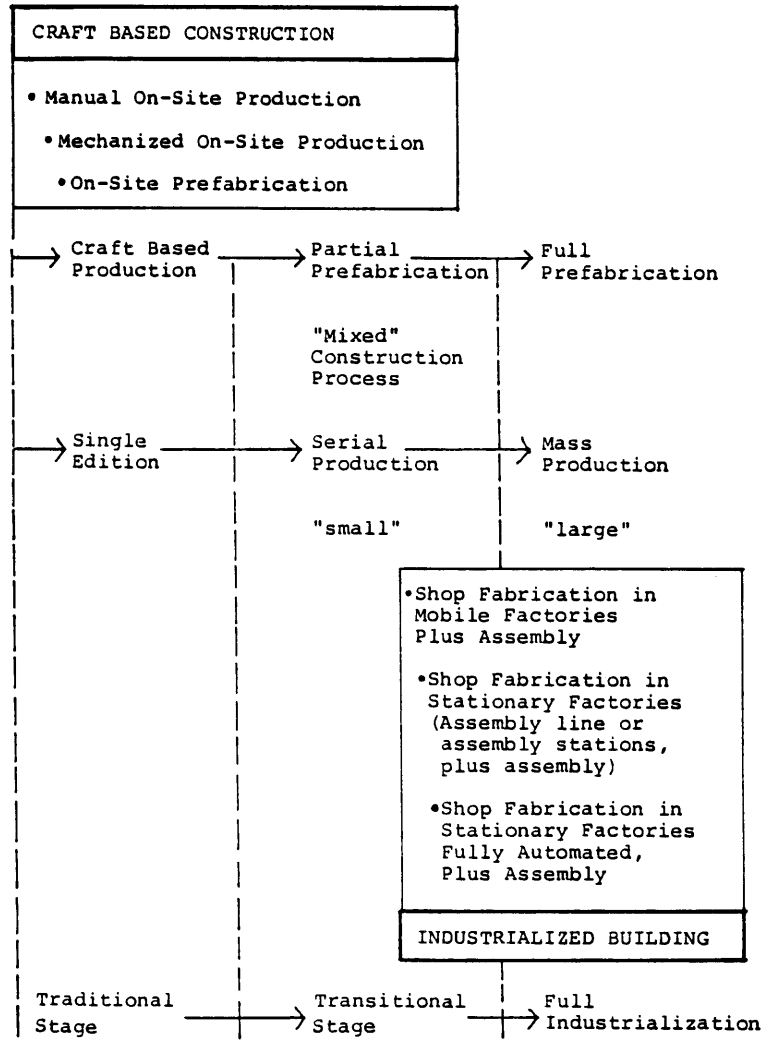 CRAFT BASED CONSTRUCTION
• Manual On-Site Production
• Mechanized On-Site Production
• On-Site Prefabrication
Craft Based
Production
Partial
Prefabrication
Full
Prefabrication
"Mixed"
Construction
Process
Single
Edition
Serial
Production
Mass
Production
"small"
"large"
• Shop Fabrication in
Mobile Factories
Plus Assembly
• Shop Fabrication in
Stationary Factories
(Assembly line or
assembly stations,
plus assembly)
• Shop Fabrication in
Stationary Factories
Fully Automated,
Plus Assembly
INDUSTRIALIZED BUILDING
Traditional
Stage
Transitional
Stage
Full
Industrialization